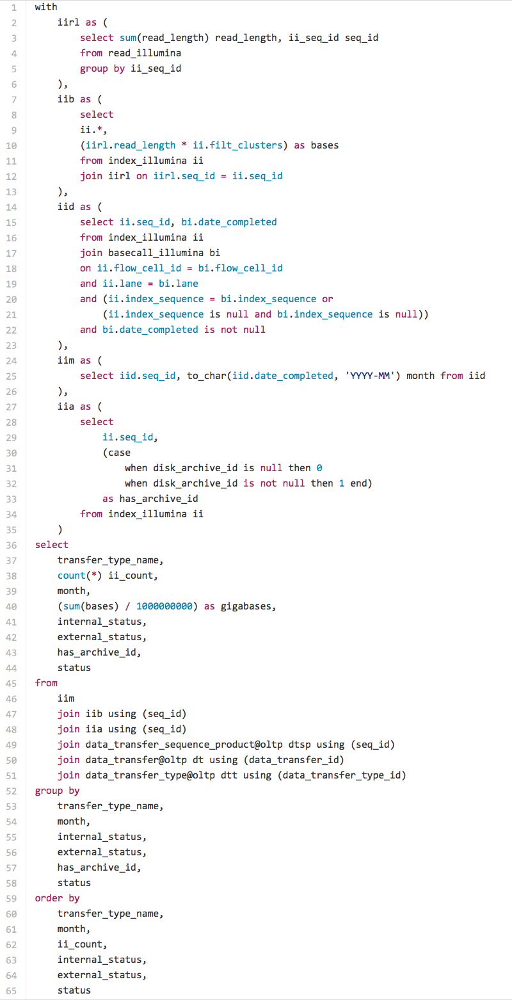 1 with
2 iirl as (
3 select sum(read_length) read_length, ii_seq_id seq_id
4 from read_illumina
5 group by ii_seq_id
6 ),
7 iib as (
8 select
9 ii.*,
10 (iirl.read_length * ii.filt_clusters) as bases
11 from index_illumina ii
12 join iirl on iirl.seq_id = ii.seq_id
13 ),
14 iid as (
15 select ii.seq_id, bi.date_completed
16 from index_illumina ii
17 join basecall_illumina bi
18 on ii.flow_cell_id = bi.flow_cell_id
19 and ii.lane = bi.lane
20 and (ii.index_sequence = bi.index_sequence or
21 (ii.index_sequence is null and bi.index_sequence is null))
22 and bi.date_completed is not null
23 ),
24 iim as (
25 select iid.seq_id, to_char(iid.date_completed, 'YYYY-MM') month from iid
26 ),
27 iia as (
28 select
29 ii.seq_id,
30 (case
31 when disk_archive_id is null then 0
32 when disk_archive_id is not null then 1 end)
33 as has_archive_id
34 from index_illumina ii
35 )
36 select
37 transfer_type_name,
38 count(*) ii_count,
39 month,
40 (sum(bases) / 1000000000) as gigabases,
41 internal_status,
42 external_status,
43 has_archive_id,
44 status
45 from
46 iim
47 join iib using (seq_id)
48 join iia using (seq_id)
49 join data_transfer_sequence_product@oltp dtsp using (seq_id)
50 join data_transfer@oltp dt using (data_transfer_id)
51 join data_transfer_type@oltp dtt using (data_transfer_type_id)
52 group by
53 transfer_type_name,
54 month,
55 internal_status,
56 external_status,
57 has_archive_id,
58 status
59 order by
60 transfer_type_name,
61 month,
62 ii_count,
63 internal_status,
64 external_status,
65 status